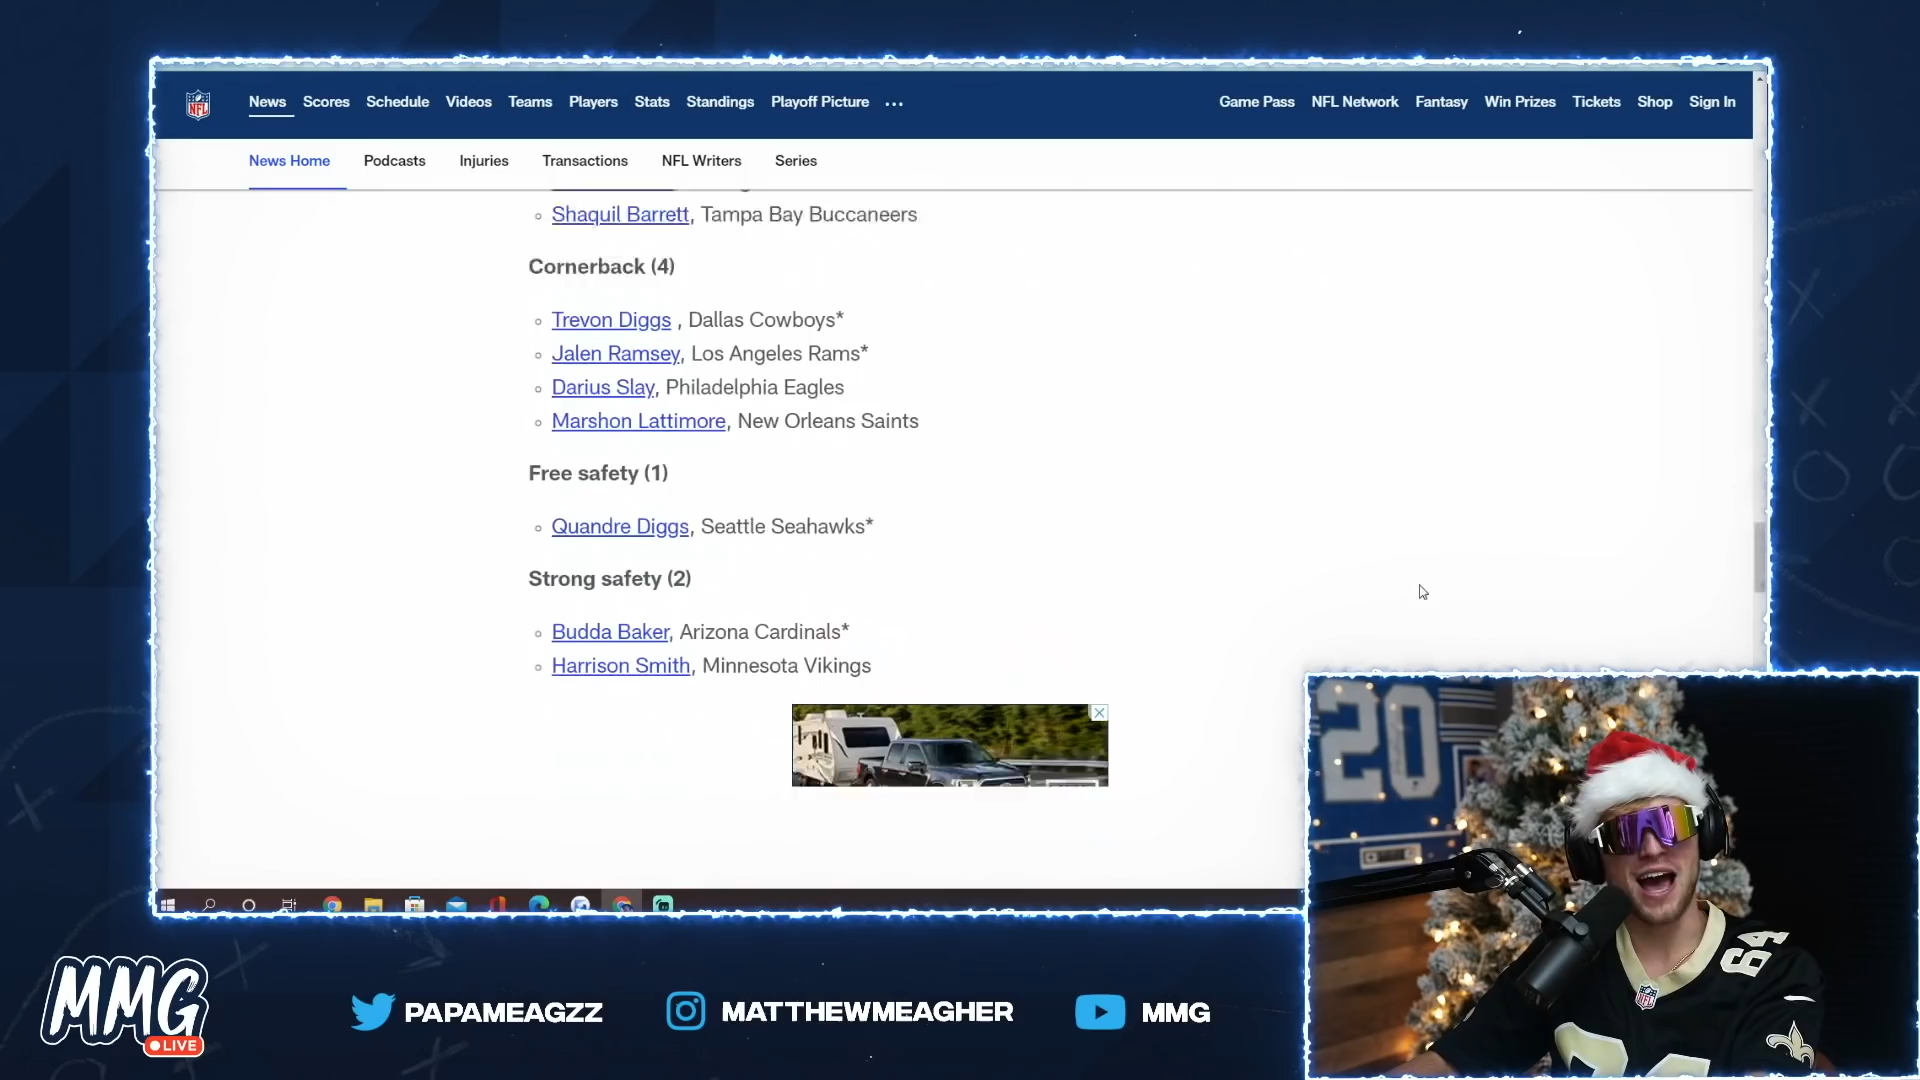 NFL
News Scores Schedule Videos Teams Players Stats Standings Playoff Picture ... Game Pass NFL Network Fantasy Win Prizes Tickets Shop Sign In
News Home Podcasts Injuries Transactions NFL Writers Series
Shaquil Barrett, Tampa Bay Buccaneers
Cornerback (4)
Trevon Diggs , Dallas Cowboys*
Jalen Ramsey, Los Angeles Rams*
Darius Slay, Philadelphia Eagles
Marshon Lattimore, New Orleans Saints
Free safety (1)
Quandre Diggs, Seattle Seahawks*
Strong safety (2)
Budda Baker, Arizona Cardinals*
Harrison Smith, Minnesota Vikings
20
64
NFL
MMG
LIVE
PAPAMEAGZZ MATTHEWMEAGHER MMG